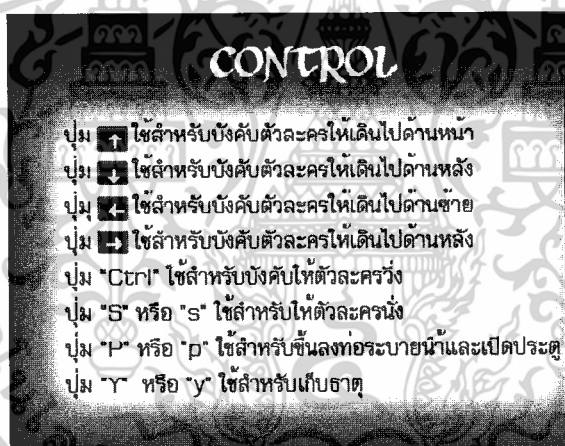 CONTROL
ปุ่ม ↑ ใช้สำหรับบังคับตัวละครให้เดินไปด้านหน้า
ปุ่ม ↓ ใช้สำหรับบังคับตัวละครให้เดินไปด้านหลัง
ปุ่ม ← ใช้สำหรับบังคับตัวละครให้เดินไปด้านซ้าย
ปุ่ม → ใช้สำหรับบังคับตัวละครให้เดินไปด้านหลัง
ปุ่ม "Ctrl" ใช้สำหรับบังคับให้ตัวละครวิ่ง
ปุ่ม "S" หรือ "s" ใช้สำหรับให้ตัวละครนั่ง
ปุ่ม "P" หรือ "p" ใช้สำหรับขึ้นลงท่อระบายน้ำและเปิดประตู
ปุ่ม "Y" หรือ "y" ใช้สำหรับเก็บธาตุ